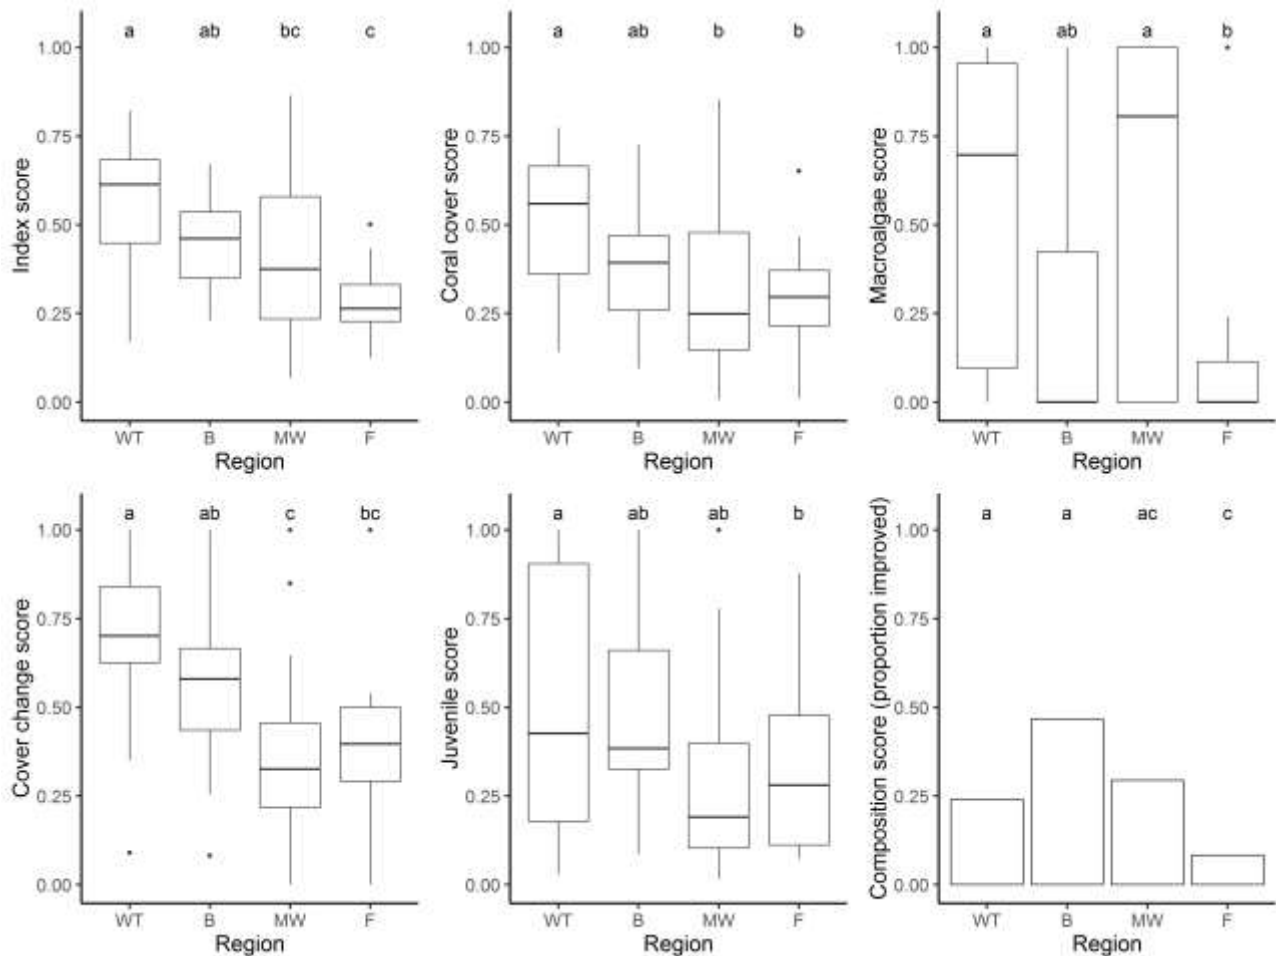 a ab bc c
1.00
0.75
0.50
0.25
0.00
Index score
WT B MW F
Region
a ab b b
1.00
0.75
0.50
0.25
0.00
Coral cover score
WT B MW F
Region
a ab a b
1.00
0.75
0.50
0.25
0.00
Macroalgae score
WT B MW F
Region
a ab c bc
1.00
0.75
0.50
0.25
0.00
Cover change score
WT B MW F
Region
a ab ab b
1.00
0.75
0.50
0.25
0.00
Juvenile score
WT B MW F
Region
a a ac c
1.00
0.75
0.50
0.25
0.00
Composition score (proportion improved)
WT B MW F
Region